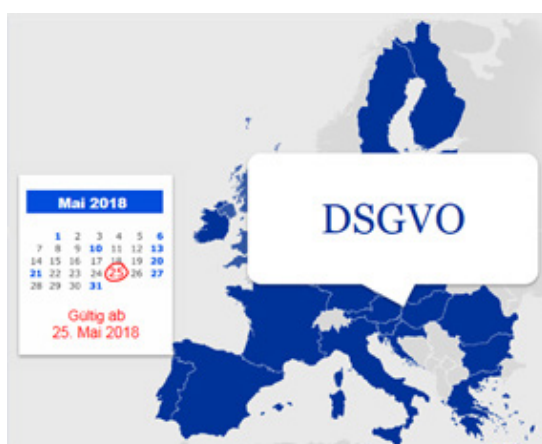 Mai 2018
1 2 3 4 5 6
7 8 9 10 11 12 13
14 15 16 17 18 19 20
21 22 23 24 25 26 27
28 29 30 31
Gültig ab
25. Mai 2018
DSGVO